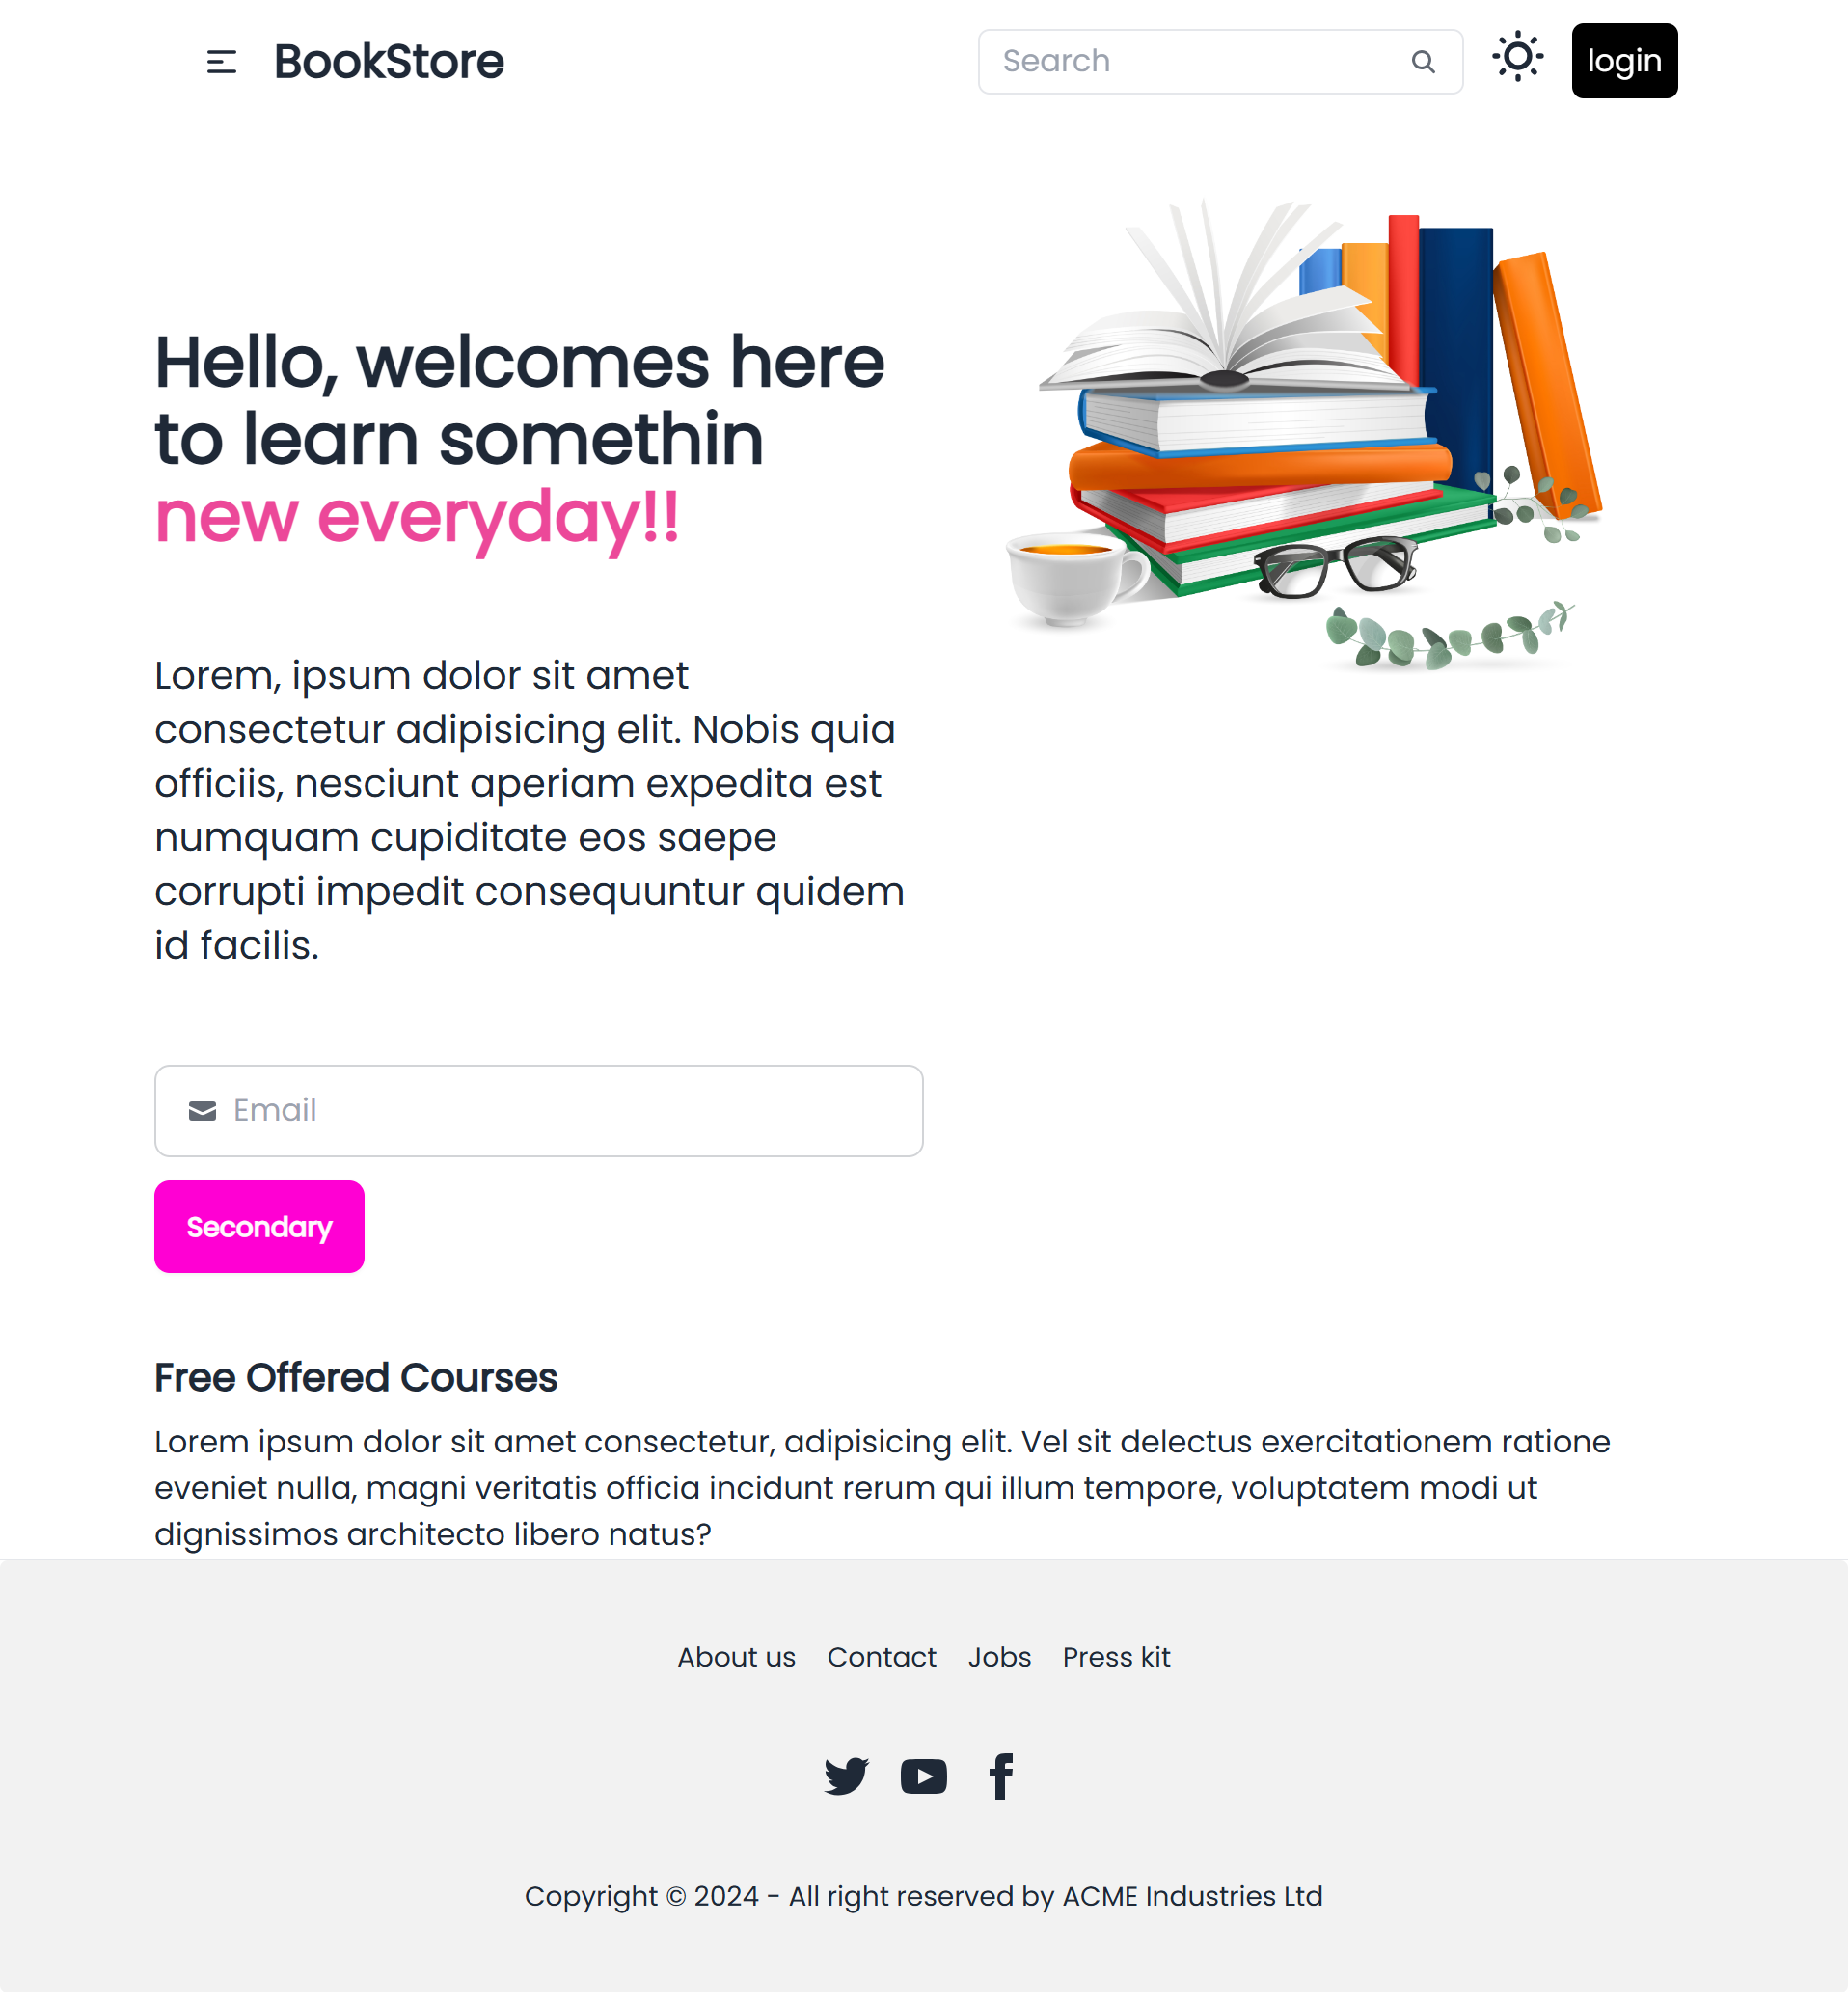 BookStore
Search
login
Hello, welcomes here
to learn somethin
new everyday!!
Lorem, ipsum dolor sit amet
consectetur adipisicing elit. Nobis quia
officiis, nesciunt aperiam expedita est
numquam cupiditate eos saepe
corrupti impedit consequuntur quidem
id facilis.
Email
Secondary
Free Offered Courses
Lorem ipsum dolor sit amet consectetur, adipisicing elit. Vel sit delectus exercitationem ratione
eveniet nulla, magni veritatis officia incidunt rerum qui illum tempore, voluptatem modi ut
dignissimos architecto libero natus?
About us Contact Jobs Press kit
Copyright © 2024 - All right reserved by ACME Industries Ltd